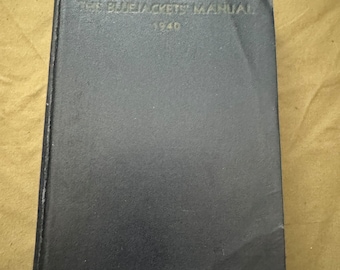 THE BLUEJACKETS' MANUAL
1940